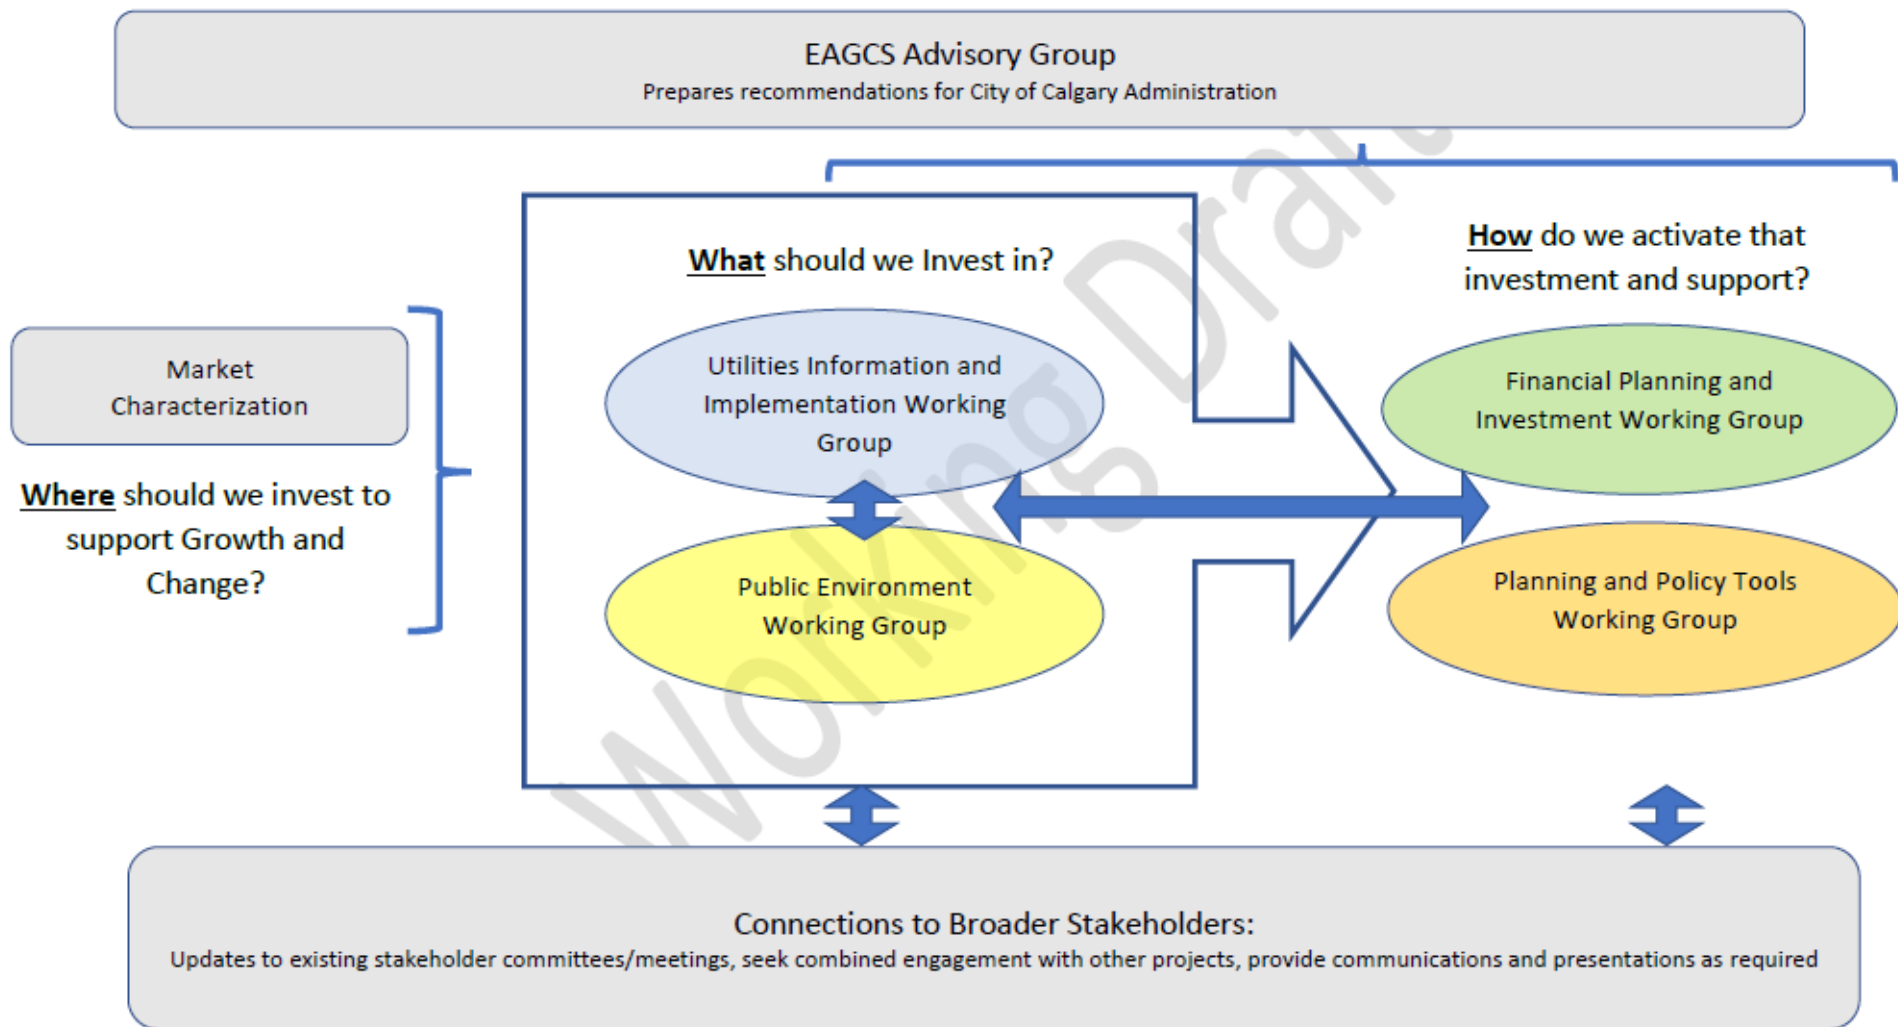 EAGCS Advisory Group
Prepares recommendations for City of Calgary Administration
What should we Invest in?
How do we activate that
investment and support?
Market
Characterization
Where should we invest to
support Growth and
Change?
Utilities Information and
Implementation Working
Group
Public Environment
Working Group
Financial Planning and
Investment Working Group
Planning and Policy Tools
Working Group
Connections to Broader Stakeholders:
Updates to existing stakeholder committees/meetings, seek combined engagement with other projects, provide communications and presentations as required
Working Draft